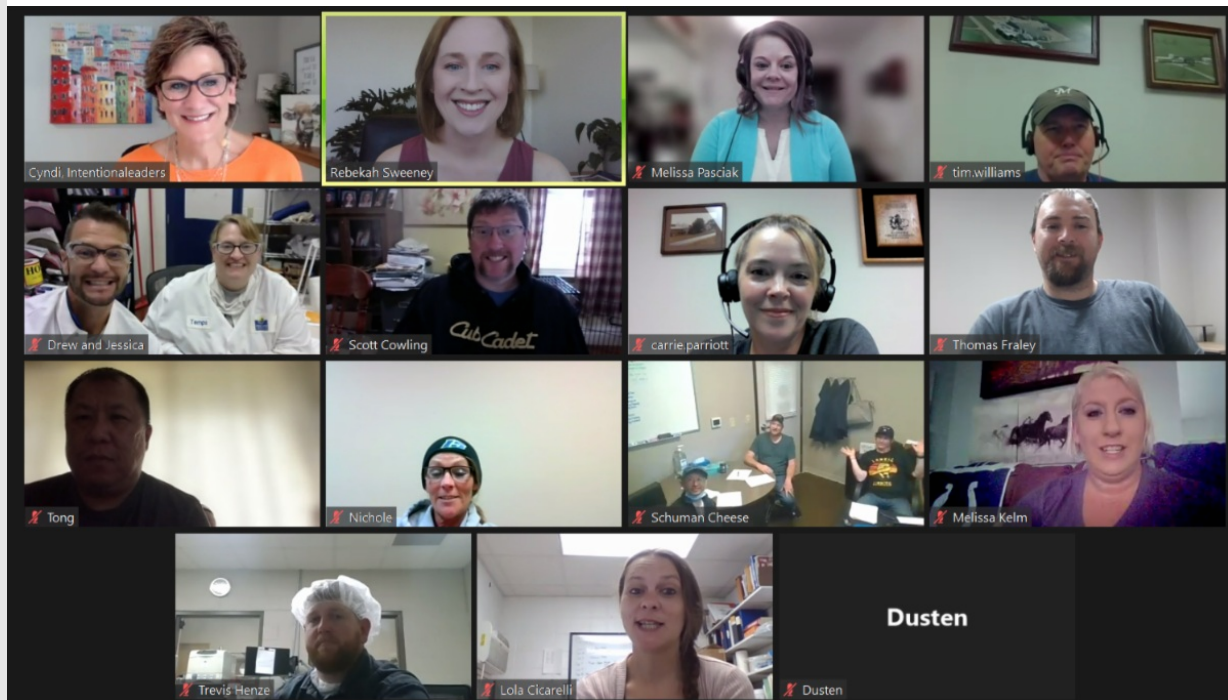 Cyndi, Intentionaleaders
Rebekah Sweeney
Melissa Pasciak
tim.williams
Drew and Jessica
Scott Cowling
Cub Cadet
carrie.parriott
Thomas Fraley
Tong
Nichole
Schuman Cheese
Melissa Kelm
Trevis Henze
Lola Cicarelli
Dusten
Dusten